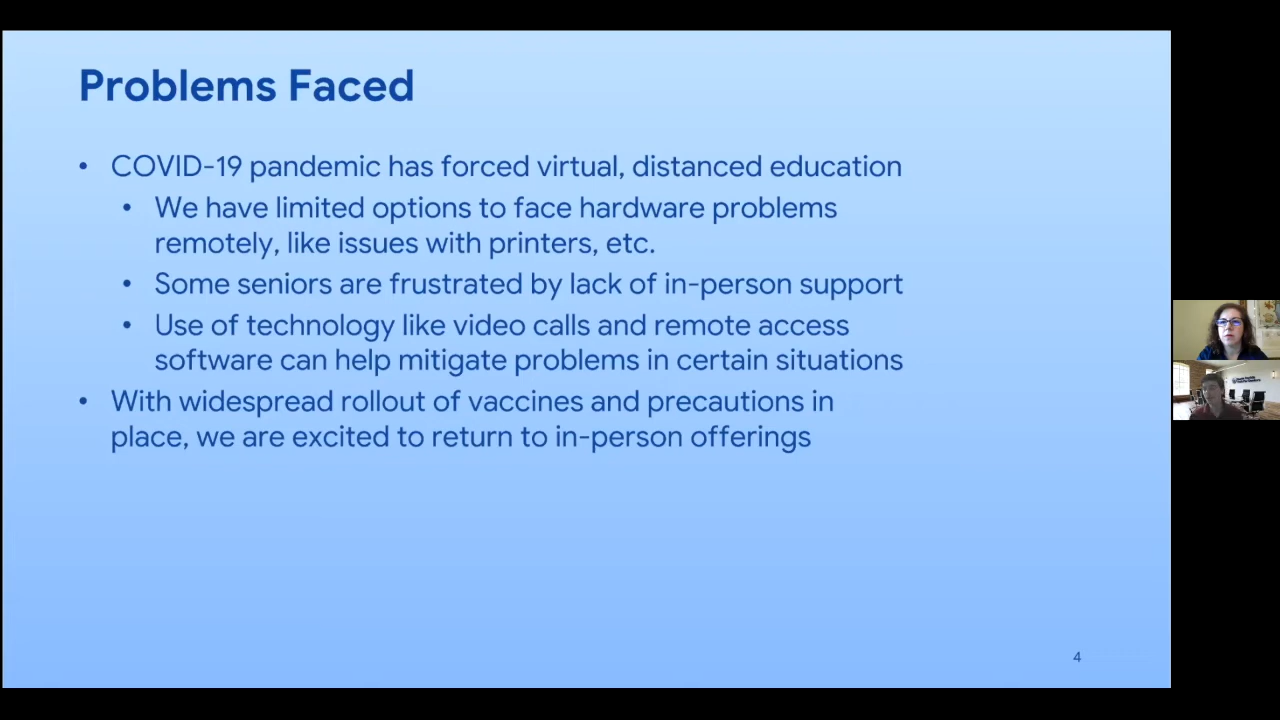 Problems Faced
• COVID-19 pandemic has forced virtual, distanced education
• We have limited options to face hardware problems
remotely, like issues with printers, etc.
• Some seniors are frustrated by lack of in-person support
• Use of technology like video calls and remote access
software can help mitigate problems in certain situations
• With widespread rollout of vaccines and precautions in
place, we are excited to return to in-person offerings
4